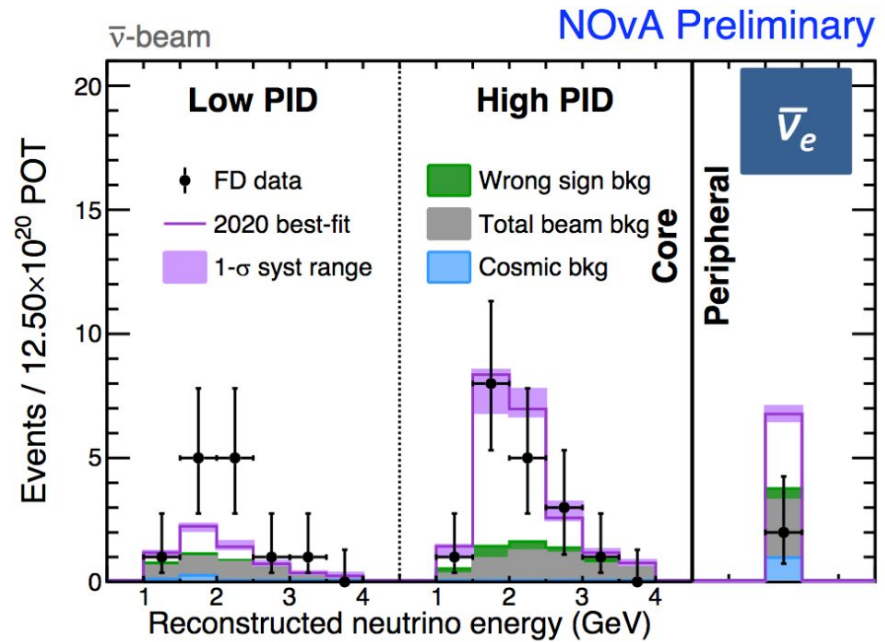 ν̅-beam
NOvA Preliminary
Low PID
High PID
ν̅ₑ
FD data
2020 best-fit
1-σ syst range
Wrong sign bkg
Total beam bkg
Cosmic bkg
Core
Peripheral
Events / 12.50×10²⁰ POT
20
15
10
5
0
1 2 3 4 1 2 3 4
Reconstructed neutrino energy (GeV)